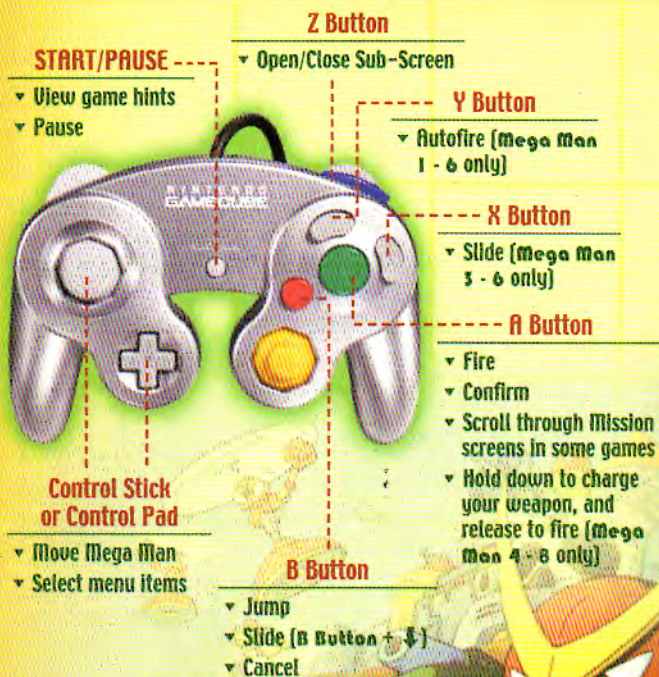 Z Button
Open/Close Sub-Screen
START/PAUSE
View game hints
Pause
Y Button
Autofire (Mega Man
1 - 6 only)
NINTENDO
GAMECUBE
X Button
Slide (Mega Man
3 - 6 only)
A Button
Fire
Confirm
Scroll through Mission
screens in some games
Hold down to charge
your weapon, and
release to fire (Mega
Man 4 - 8 only)
Control Stick
or Control Pad
Move Mega Man
Select menu items
B Button
Jump
Slide (B Button + ⇩)
Cancel